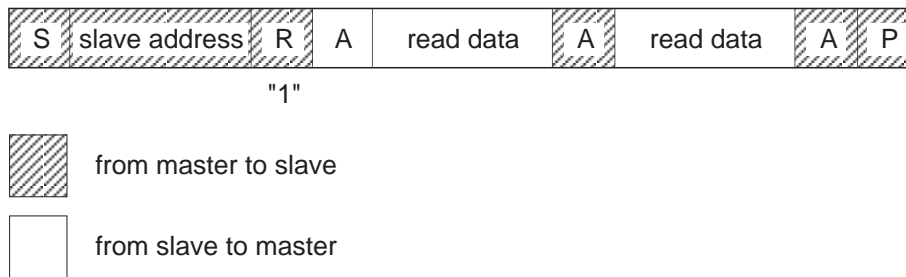 S slave address R A read data A read data A P
"1"
from master to slave
from slave to master